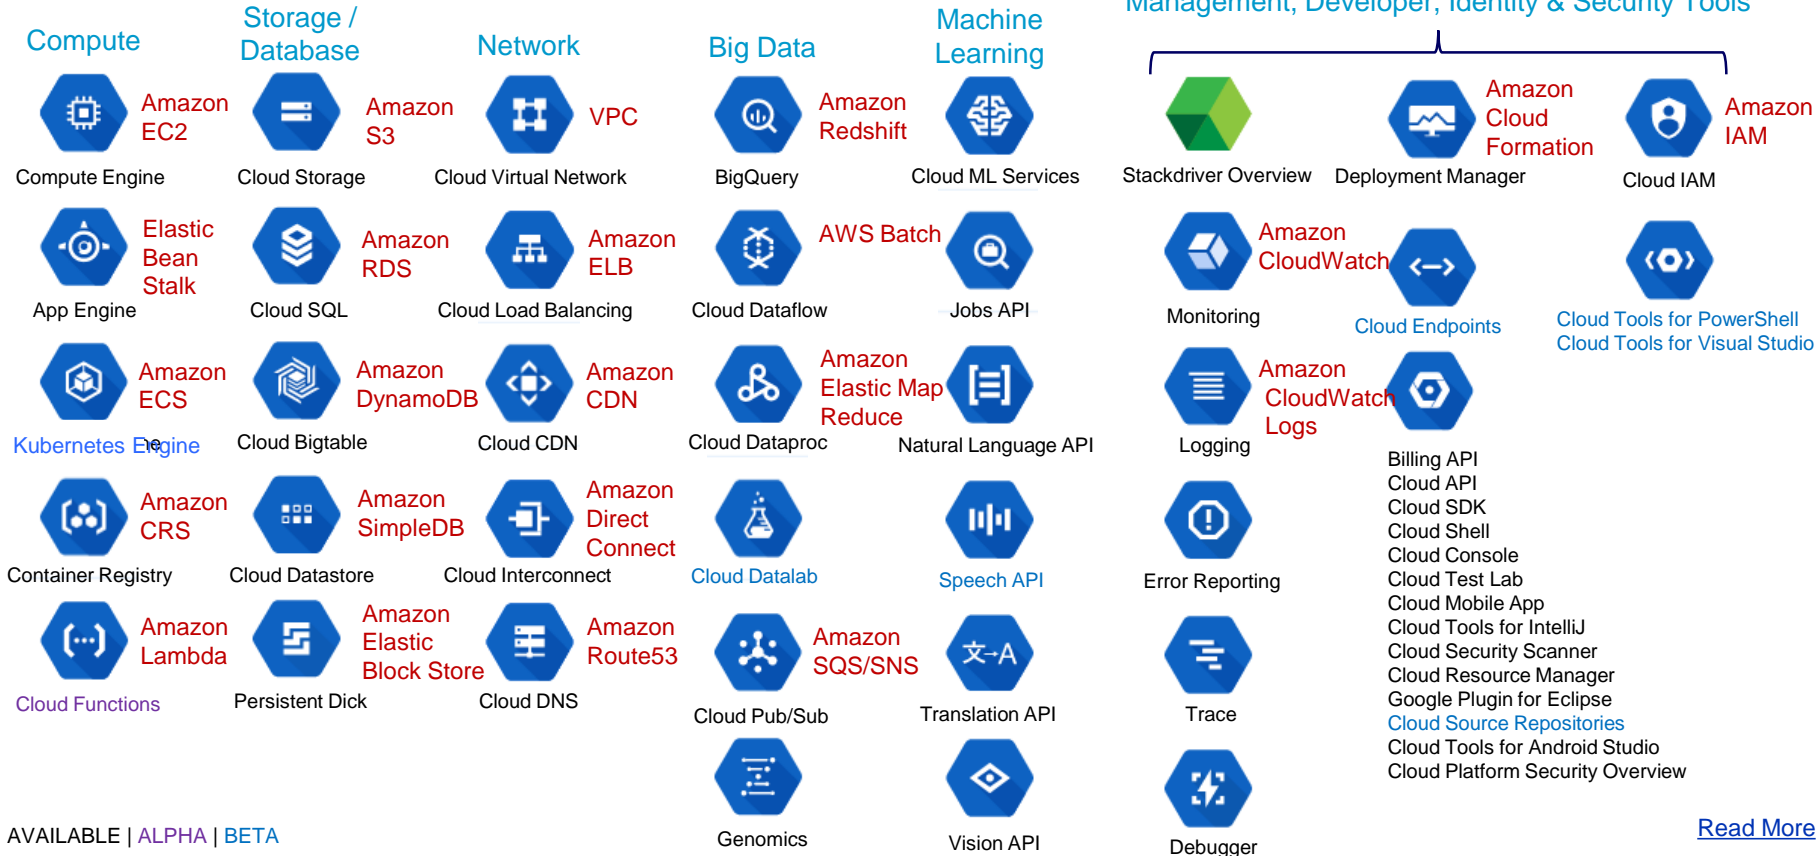 Management, Developer, Identity & Security Tools
Compute
Storage /
Database
Network
Big Data
Machine
Learning
Amazon
EC2
Compute Engine
Amazon
S3
Cloud Storage
VPC
Cloud Virtual Network
Amazon
Redshift
BigQuery
Cloud ML Services
Stackdriver Overview
Amazon
Cloud
Formation
Deployment Manager
Amazon
IAM
Cloud IAM
Elastic
Bean
Stalk
App Engine
Amazon
RDS
Cloud SQL
Amazon
ELB
Cloud Load Balancing
AWS Batch
Cloud Dataflow
Jobs API
Amazon
CloudWatch
Monitoring
Cloud Endpoints
Cloud Tools for PowerShell
Cloud Tools for Visual Studio
Amazon
ECS
Kubernetes Engine
Amazon
DynamoDB
Cloud Bigtable
Amazon
CDN
Cloud CDN
Amazon
Elastic Map
Reduce
Cloud Dataproc
Natural Language API
Amazon
CloudWatch
Logs
Logging
Billing API
Cloud API
Cloud SDK
Cloud Shell
Cloud Console
Cloud Test Lab
Cloud Mobile App
Cloud Tools for IntelliJ
Cloud Security Scanner
Cloud Resource Manager
Google Plugin for Eclipse
Cloud Source Repositories
Cloud Tools for Android Studio
Cloud Platform Security Overview
Amazon
CRS
Container Registry
Amazon
SimpleDB
Cloud Datastore
Amazon
Direct
Connect
Cloud Interconnect
Cloud Datalab
Speech API
Error Reporting
Amazon
Lambda
Cloud Functions
Amazon
Elastic
Block Store
Persistent Dick
Amazon
Route53
Cloud DNS
Amazon
SQS/SNS
Cloud Pub/Sub
文→A
Translation API
Trace
Genomics
Vision API
Debugger
AVAILABLE | ALPHA | BETA
Read More